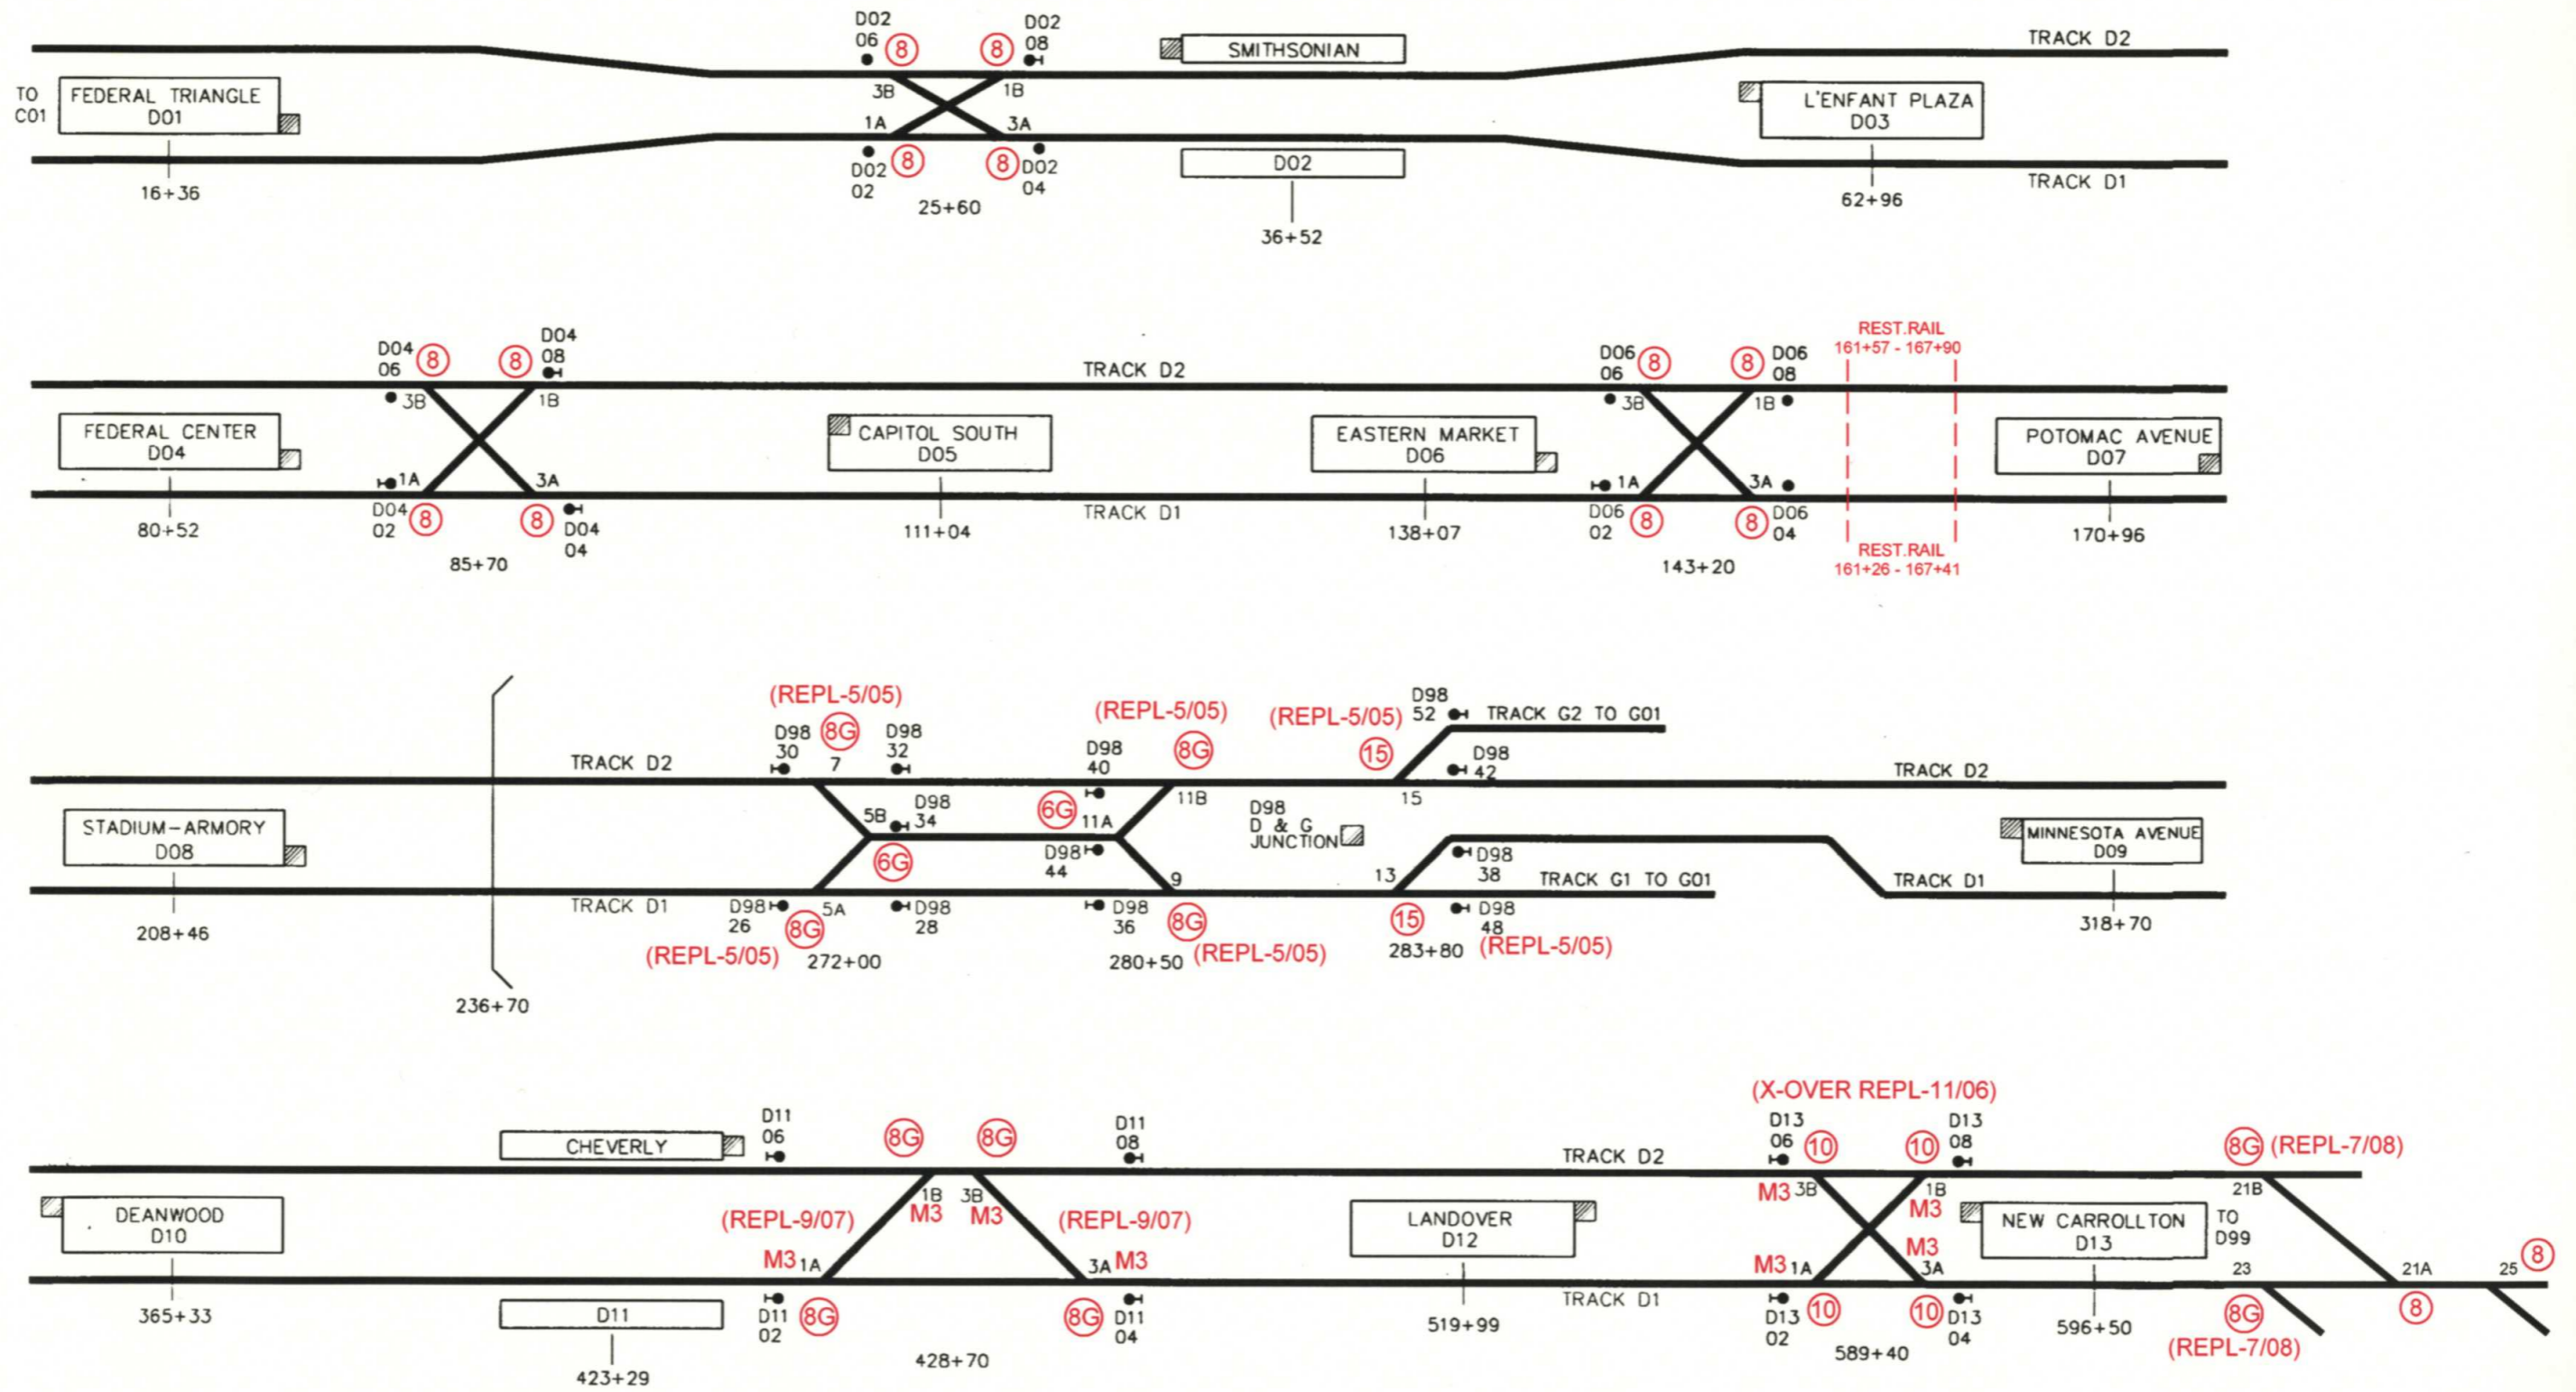 D02
06
8
8
D02
08
SMITHSONIAN
TRACK D2
TO
C01
FEDERAL TRIANGLE
D01
3B
1B
L'ENFANT PLAZA
D03
1A
3A
D02
02
8
8
D02
04
D02
TRACK D1
16+36
25+60
36+52
62+96
D04
06
8
8
D04
08
TRACK D2
D06
06
8
8
D06
08
REST.RAIL
161+57 - 167+90
3B
1B
3B
1B
FEDERAL CENTER
D04
CAPITOL SOUTH
D05
EASTERN MARKET
D06
POTOMAC AVENUE
D07
1A
3A
1A
3A
D04
02
8
8
D04
04
TRACK D1
D06
02
8
8
D06
04
80+52
85+70
111+04
138+07
143+20
REST.RAIL
161+26 - 167+41
170+96
(REPL-5/05)
(REPL-5/05)
(REPL-5/05)
D98
52
TRACK G2 TO G01
TRACK D2
D98
30
8G
7
D98
32
D98
40
8G
15
D98
42
TRACK D2
5B
D98
34
6G
11A
11B
15
D98
D & G
JUNCTION
STADIUM-ARMORY
D08
6G
D98
44
MINNESOTA AVENUE
D09
9
13
D98
38
TRACK G1 TO G01
TRACK D1
TRACK D1
D98
26
8G
5A
D98
28
D98
36
8G
15
D98
48
208+46
(REPL-5/05)
272+00
280+50
(REPL-5/05)
283+80
(REPL-5/05)
318+70
236+70
(X-OVER REPL-11/06)
CHEVERLY
D11
06
8G
8G
D11
08
TRACK D2
D13
06
10
10
D13
08
8G
(REPL-7/08)
1B
3B
M3
M3
M3
3B
1B
M3
21B
DEANWOOD
D10
(REPL-9/07)
(REPL-9/07)
LANDOVER
D12
NEW CARROLLTON
D13
TO
D99
M3
1A
3A
M3
M3
1A
M3
3A
23
21A
25
8
D11
D11
02
8G
8G
D11
04
TRACK D1
D13
02
10
10
D13
04
8G
8
365+33
423+29
428+70
519+99
589+40
596+50
(REPL-7/08)